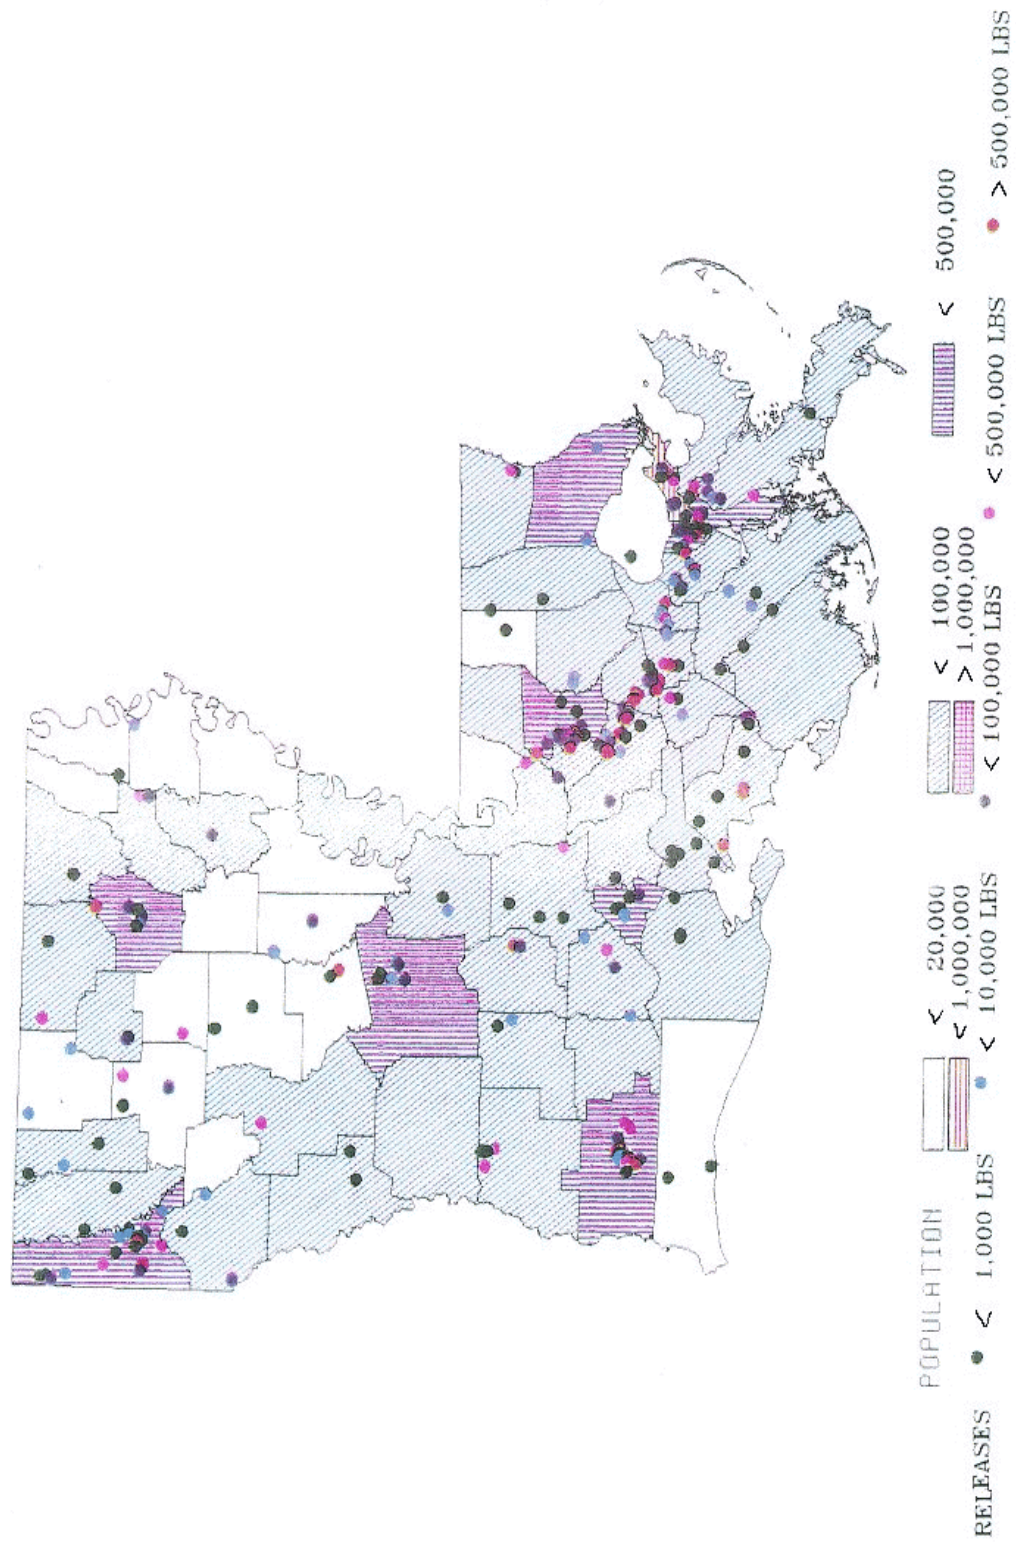 POPULATION
< 20,000
< 100,000
< 500,000
< 1,000,000
> 1,000,000
RELEASES
< 1,000 LBS
< 10,000 LBS
< 100,000 LBS
< 500,000 LBS
> 500,000 LBS